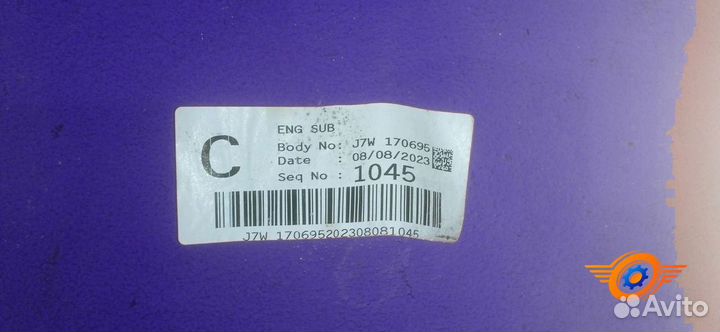 C
ENG SUB
Body No: J7W 170695
Date : 08/08/2023
Seq No : 1045
J7W 170695202308081045
Avito